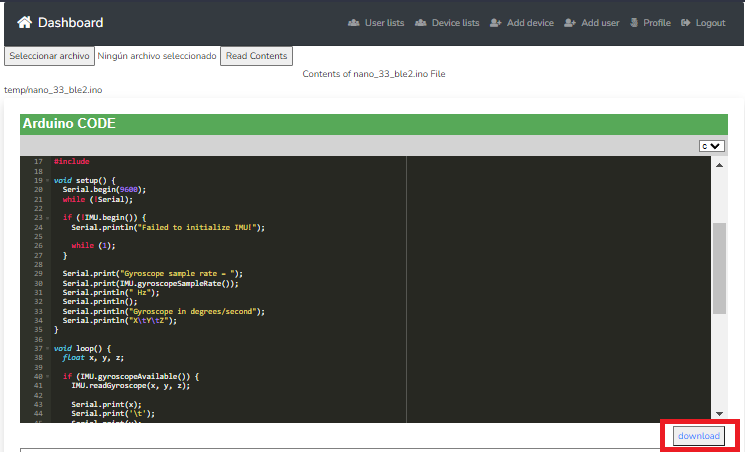 Dashboard
User lists Device lists Add device Add user Profile Logout
Seleccionar archivo Ningún archivo seleccionado Read Contents
Contents of nano_33_ble2.ino File
temp/nano_33_ble2.ino
Arduino CODE
c
17 #include
18
19 void setup() {
20 Serial.begin(9600);
21 while (!Serial);
22
23 if (!IMU.begin()) {
24 Serial.println("Failed to initialize IMU!");
25
26 while (1);
27 }
28
29 Serial.print("Gyroscope sample rate = ");
30 Serial.print(IMU.gyroscopeSampleRate());
31 Serial.println(" Hz");
32 Serial.println();
33 Serial.println("Gyroscope in degrees/second");
34 Serial.println("X\tY\tZ");
35 }
36
37 void loop() {
38 float x, y, z;
39
40 if (IMU.gyroscopeAvailable()) {
41 IMU.readGyroscope(x, y, z);
42
43 Serial.print(x);
44 Serial.print('\t');
45 Serial.print(y);
download